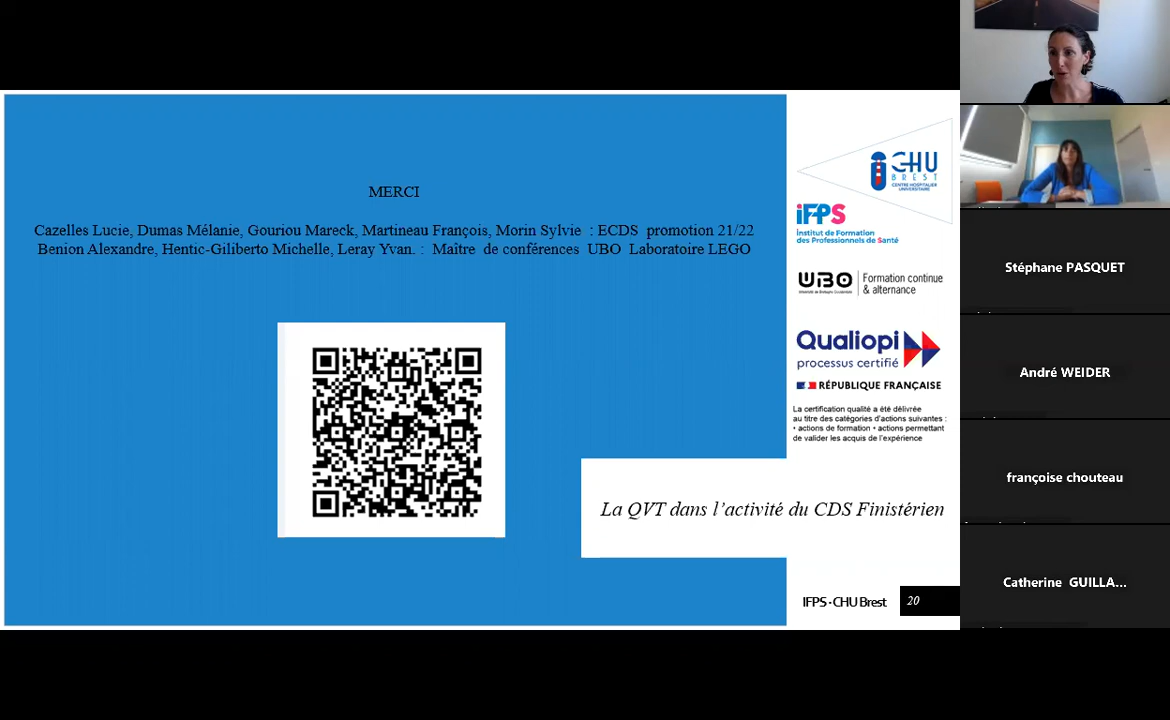 MERCI
Cazelles Lucie, Dumas Mélanie, Gouriou Mareck, Martineau François, Morin Sylvie : ECDS promotion 21/22
Benion Alexandre, Hentic-Giliberto Michelle, Leray Yvan. : Maître de conférences UBO Laboratoire LEGO
CHU
BREST
CENTRE HOSPITALIER
UNIVERSITAIRE
iFPS
Institut de Formation
des Professionnels de Santé
UBO
Université de Bretagne Occidentale
Formation continue
& alternance
Qualiopi
processus certifié
RÉPUBLIQUE FRANÇAISE
La certification qualité a été délivrée
au titre des catégories d'actions suivantes :
• actions de formation • actions permettant
de valider les acquis de l'expérience
La QVT dans l'activité du CDS Finistérien
IFPS - CHU Brest
20
Stéphane PASQUET
André WEIDER
françoise chouteau
Catherine GUILLA...